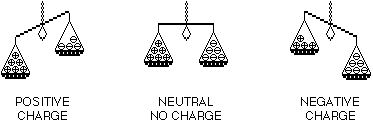 POSITIVE
CHARGE
NEUTRAL
NO CHARGE
NEGATIVE
CHARGE